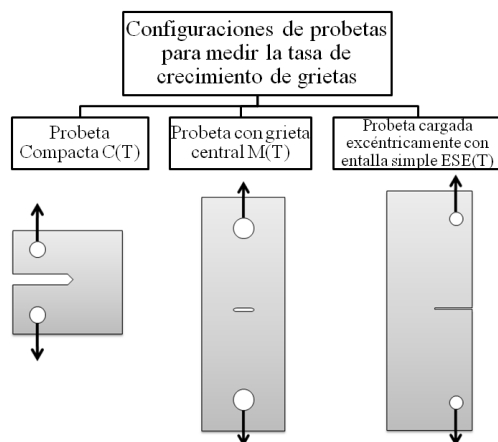 Configuraciones de probetas
para medir la tasa de
crecimiento de grietas
Probeta
Compacta C(T)
Probeta con grieta
central M(T)
Probeta cargada
excéntricamente con
entalla simple ESE(T)